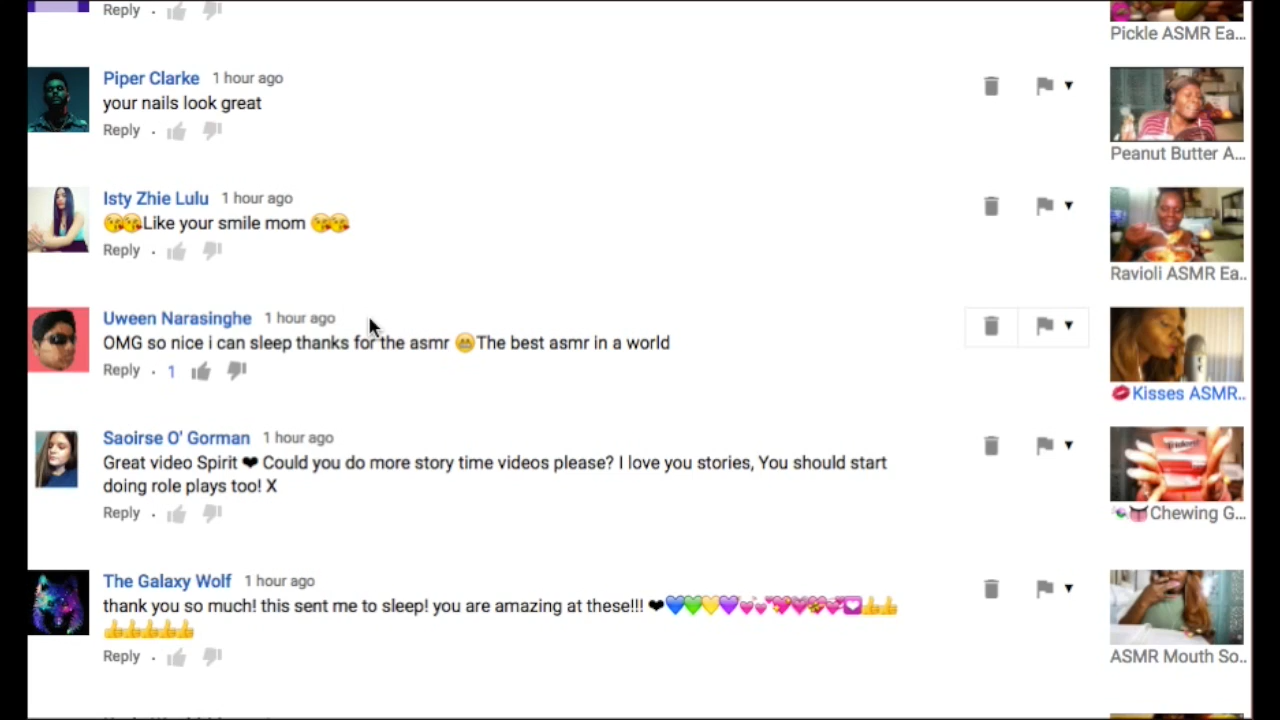 Reply
Pickle ASMR Ea...
Piper Clarke 1 hour ago
your nails look great
Reply
Peanut Butter A...
Isty Zhie Lulu 1 hour ago
😘😘Like your smile mom 😘😘
Reply
Ravioli ASMR Ea..
Uween Narasinghe 1 hour ago
OMG so nice i can sleep thanks for the asmr 😁The best asmr in a world
Reply · 1
💋Kisses ASMR..
Saoirse O' Gorman 1 hour ago
Great video Spirit ❤ Could you do more story time videos please? I love you stories, You should start
doing role plays too! X
Reply
Trident
🍬👅Chewing G...
The Galaxy Wolf 1 hour ago
thank you so much! this sent me to sleep! you are amazing at these!!! ❤💙💚💛💜💕💞💖💗💝💓💟👍👍
👍👍👍👍👍
Reply
ASMR Mouth So..